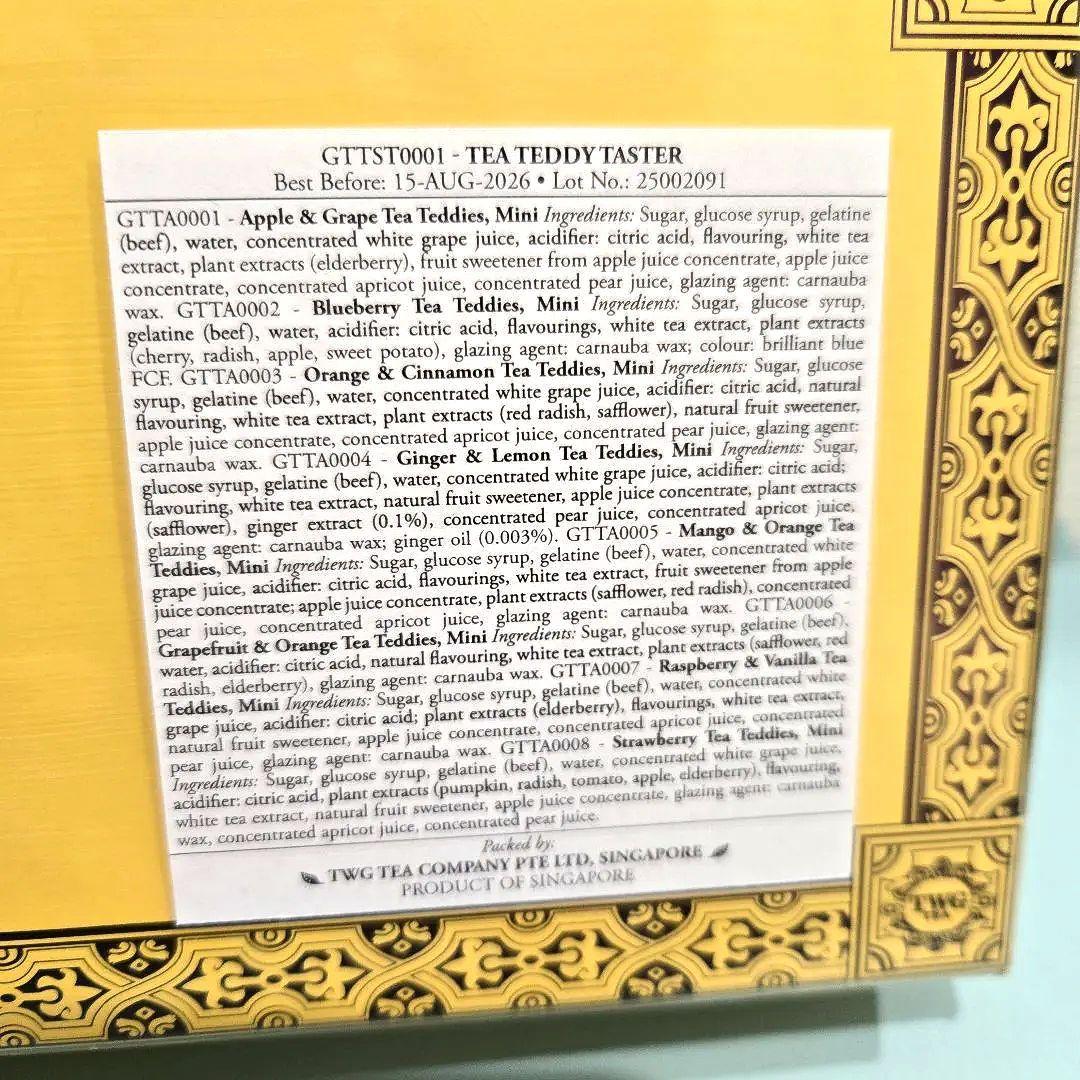 GTTST0001 - TEA TEDDY TASTER
Best Before: 15-AUG-2026 • Lot No.: 25002091
GTTA0001 - Apple & Grape Tea Teddies, Mini Ingredients: Sugar, glucose syrup, gelatine
(beef), water, concentrated white grape juice, acidifier: citric acid, flavouring, white tea
extract, plant extracts (elderberry), fruit sweetener from apple juice concentrate, apple juice
concentrate, concentrated apricot juice, concentrated pear juice, glazing agent: carnauba
wax. GTTA0002 - Blueberry Tea Teddies, Mini Ingredients: Sugar, glucose syrup,
gelatine (beef), water, acidifier: citric acid, flavourings, white tea extract, plant extracts
(cherry, radish, apple, sweet potato), glazing agent: carnauba wax; colour: brilliant blue
FCF. GTTA0003 - Orange & Cinnamon Tea Teddies, Mini Ingredients: Sugar, glucose
syrup, gelatine (beef), water, concentrated white grape juice, acidifier: citric acid, natural
flavouring, white tea extract, plant extracts (red radish, safflower), natural fruit sweetener,
apple juice concentrate, concentrated apricot juice, concentrated pear juice, glazing agent:
carnauba wax. GTTA0004 - Ginger & Lemon Tea Teddies, Mini Ingredients: Sugar,
glucose syrup, gelatine (beef), water, concentrated white grape juice, acidifier: citric acid;
flavouring, white tea extract, natural fruit sweetener, apple juice concentrate, plant extracts
(safflower), ginger extract (0.1%), concentrated pear juice, concentrated apricot juice,
glazing agent: carnauba wax; ginger oil (0.003%). GTTA0005 - Mango & Orange Tea
Teddies, Mini Ingredients: Sugar, glucose syrup, gelatine (beef), water, concentrated white
grape juice, acidifier: citric acid, flavourings, white tea extract, fruit sweetener from apple
juice concentrate; apple juice concentrate, plant extracts (safflower, red radish), concentrated
pear juice, concentrated apricot juice, glazing agent: carnauba wax. GTTA0006 -
Grapefruit & Orange Tea Teddies, Mini Ingredients: Sugar, glucose syrup, gelatine (beef),
water, acidifier: citric acid, natural flavouring, white tea extract, plant extracts (safflower, red
radish, elderberry), glazing agent: carnauba wax. GTTA0007 - Raspberry & Vanilla Tea
Teddies, Mini Ingredients: Sugar, glucose syrup, gelatine (beef), water, concentrated white
grape juice, acidifier: citric acid; plant extracts (elderberry), flavourings, white tea extract,
natural fruit sweetener, apple juice concentrate, concentrated apricot juice, concentrated
pear juice, glazing agent: carnauba wax. GTTA0008 - Strawberry Tea Teddies, Mini
Ingredients: Sugar, glucose syrup, gelatine (beef), water, concentrated white grape juice,
acidifier: citric acid, plant extracts (pumpkin, radish, tomato, apple, elderberry), flavouring,
white tea extract, natural fruit sweetener, apple juice concentrate, glazing agent: carnauba
wax, concentrated apricot juice, concentrated pear juice.
Packed by:
TWG TEA COMPANY PTE LTD, SINGAPORE
PRODUCT OF SINGAPORE
TWG
TEA